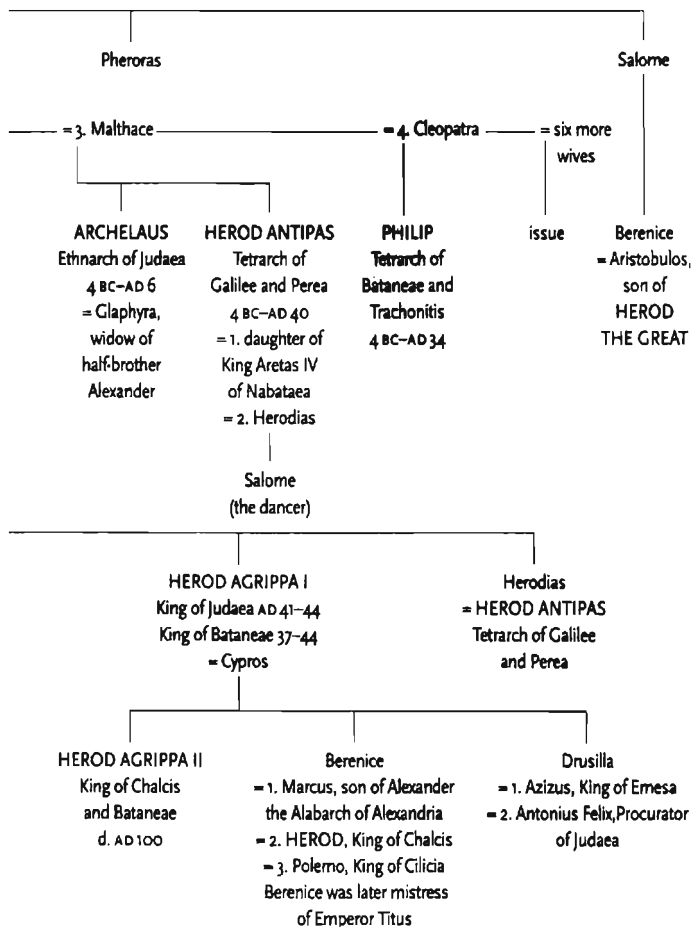 Pheroras
Salome
= 3. Malthace
= 4. Cleopatra
= six more
wives
ARCHELAUS
Ethnarch of Judaea
4 BC–AD 6
= Glaphyra,
widow of
half-brother
Alexander
HEROD ANTIPAS
Tetrarch of
Galilee and Perea
4 BC–AD 40
= 1. daughter of
King Aretas IV
of Nabataea
= 2. Herodias
PHILIP
Tetrarch of
Bataneae and
Trachonitis
4 BC–AD 34
issue
Berenice
= Aristobulos,
son of
HEROD
THE GREAT
Salome
(the dancer)
HEROD AGRIPPA I
King of Judaea AD 41–44
King of Bataneae 37–44
= Cypros
Herodias
= HEROD ANTIPAS
Tetrarch of Galilee
and Perea
HEROD AGRIPPA II
King of Chalcis
and Bataneae
d. AD 100
Berenice
= 1. Marcus, son of Alexander
the Alabarch of Alexandria
= 2. HEROD, King of Chalcis
= 3. Polemo, King of Cilicia
Berenice was later mistress
of Emperor Titus
Drusilla
= 1. Azizus, King of Emesa
= 2. Antonius Felix, Procurator
of Judaea